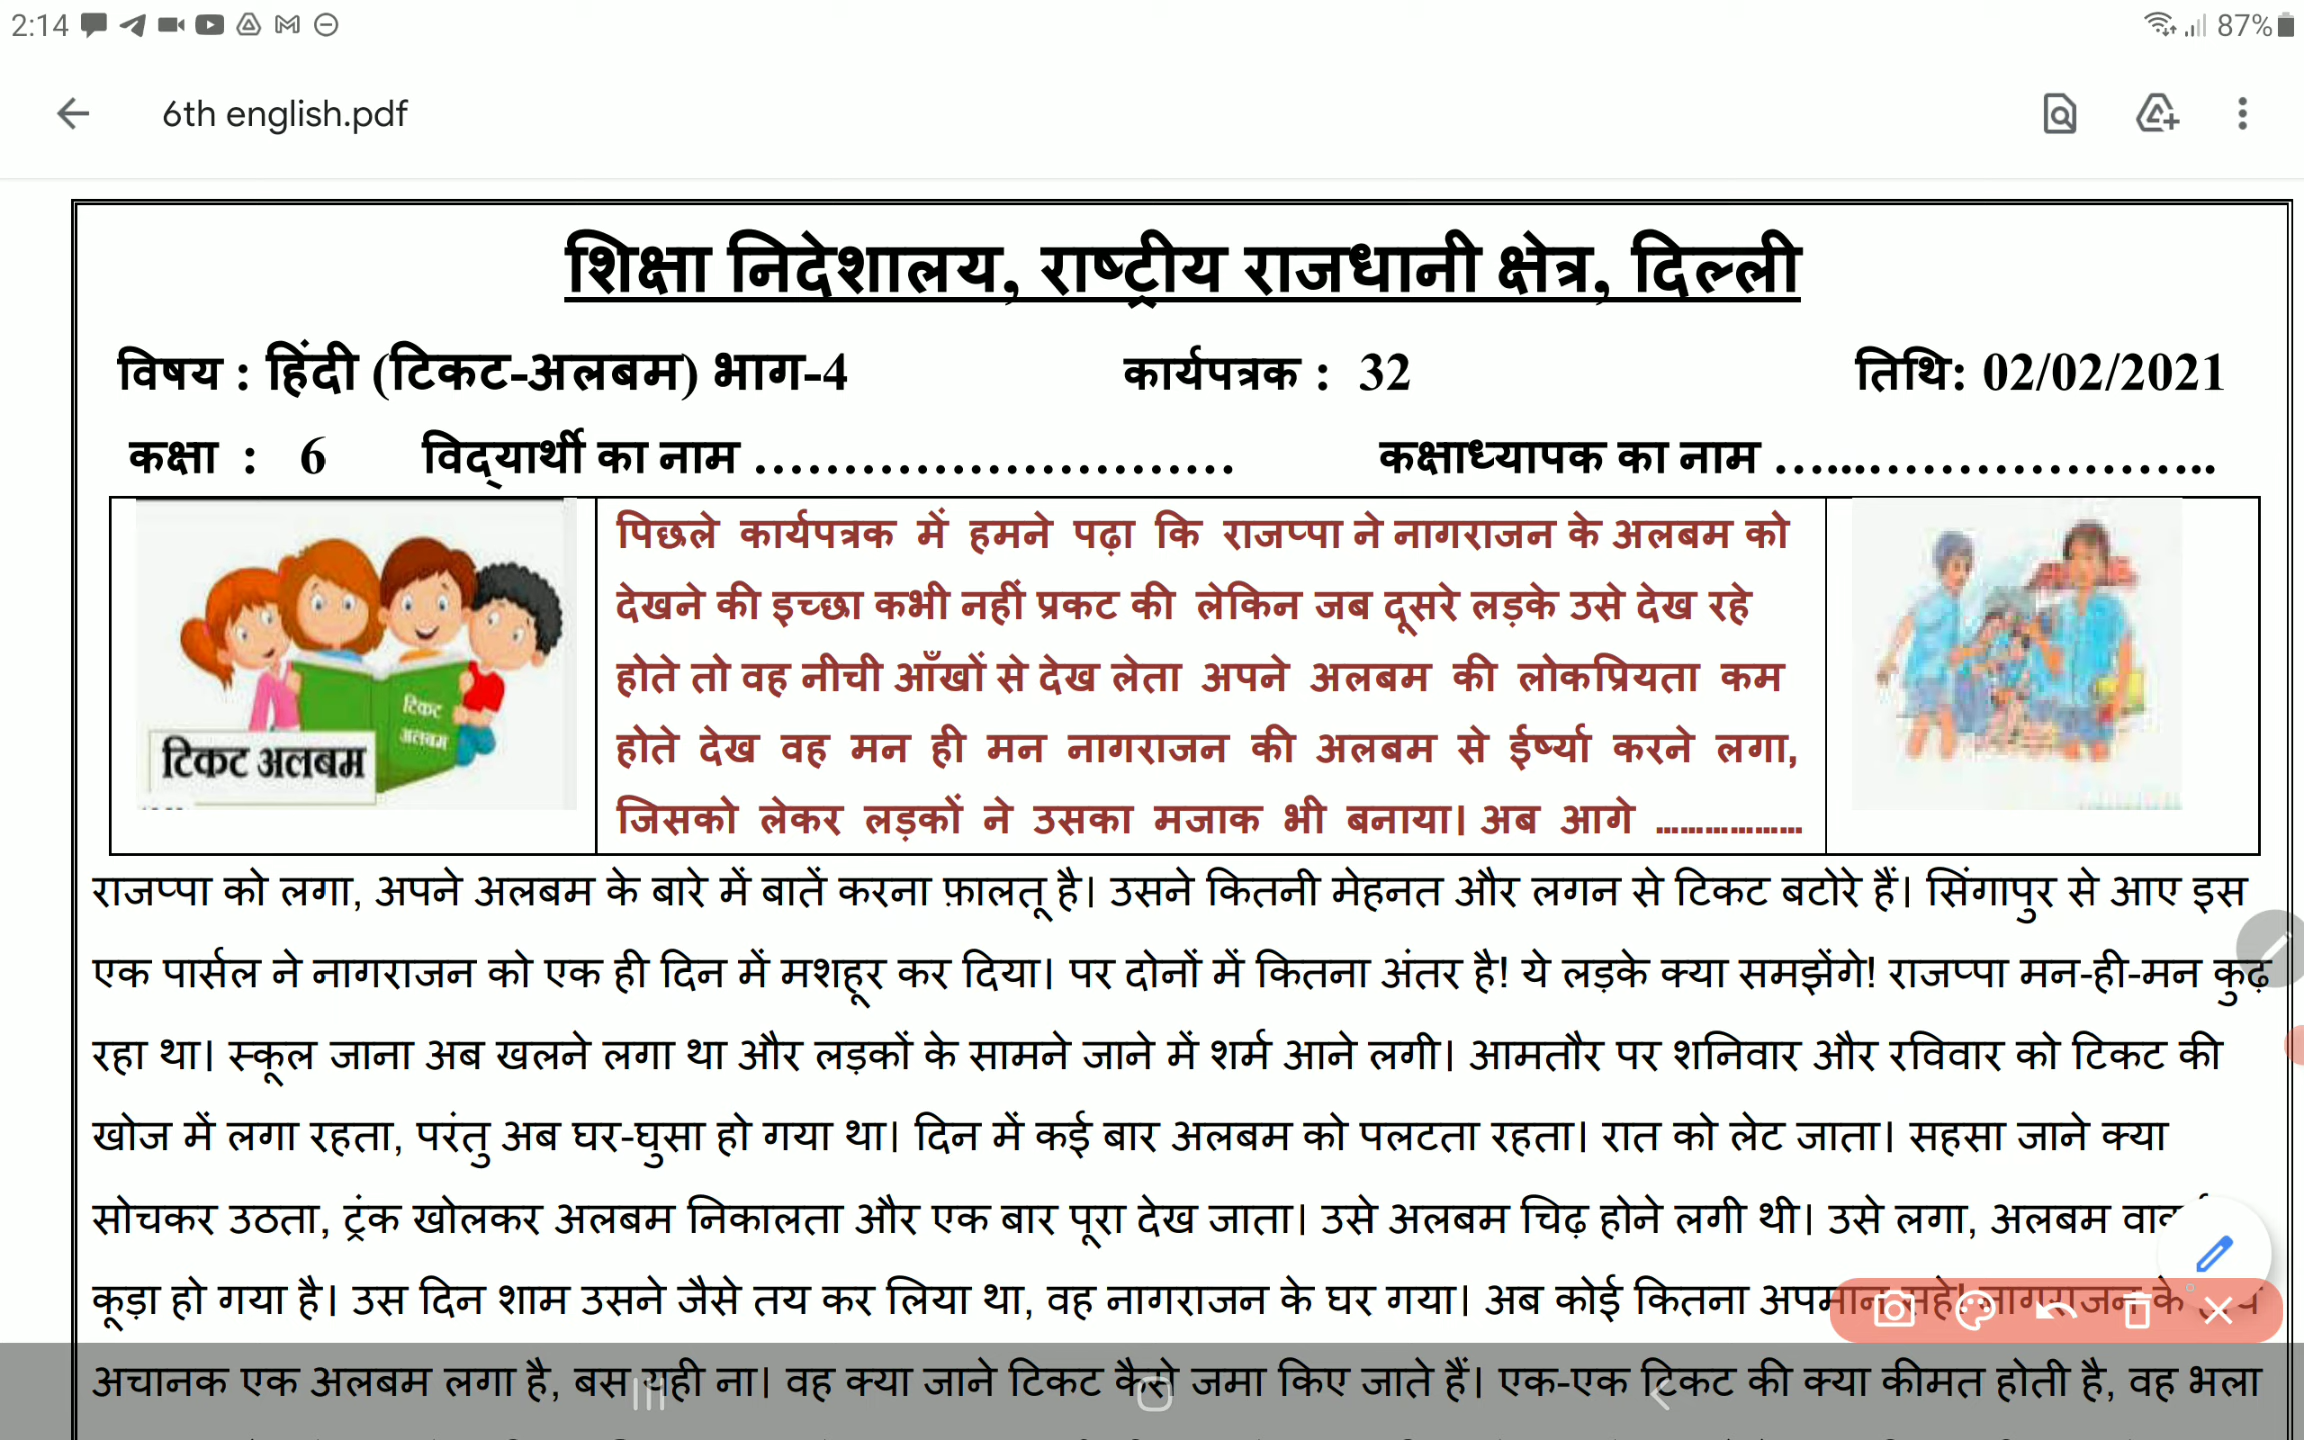 2:14
87%
6th english.pdf
शिक्षा निदेशालय, राष्ट्रीय राजधानी क्षेत्र, दिल्ली
विषय : हिंदी (टिकट-अलबम) भाग-4 कार्यपत्रक : 32 तिथि: 02/02/2021
कक्षा : 6 विद्यार्थी का नाम ........................... कक्षाध्यापक का नाम ...........................
पिछले कार्यपत्रक में हमने पढ़ा कि राजप्पा ने नागराजन के अलबम को
देखने की इच्छा कभी नहीं प्रकट की लेकिन जब दूसरे लड़के उसे देख रहे
होते तो वह नीची आँखों से देख लेता अपने अलबम की लोकप्रियता कम
होते देख वह मन ही मन नागराजन की अलबम से ईर्ष्या करने लगा,
जिसको लेकर लड़कों ने उसका मजाक भी बनाया। अब आगे ..................
टिकट
अलबम
टिकट अलबम
राजप्पा को लगा, अपने अलबम के बारे में बातें करना फ़ालतू है। उसने कितनी मेहनत और लगन से टिकट बटोरे हैं। सिंगापुर से आए इस
एक पार्सल ने नागराजन को एक ही दिन में मशहूर कर दिया। पर दोनों में कितना अंतर है! ये लड़के क्या समझेंगे! राजप्पा मन-ही-मन कुढ़
रहा था। स्कूल जाना अब खलने लगा था और लड़कों के सामने जाने में शर्म आने लगी। आमतौर पर शनिवार और रविवार को टिकट की
खोज में लगा रहता, परंतु अब घर-घुसा हो गया था। दिन में कई बार अलबम को पलटता रहता। रात को लेट जाता। सहसा जाने क्या
सोचकर उठता, ट्रंक खोलकर अलबम निकालता और एक बार पूरा देख जाता। उसे अलबम चिढ़ होने लगी थी। उसे लगा, अलबम
कूड़ा हो गया है। उस दिन शाम उसने जैसे तय कर लिया था, वह नागराजन के घर गया। अब कोई कितना अपमान सहे! नागराजन के
अचानक एक अलबम लगा है, बस यही ना। वह क्या जाने टिकट कैसे जमा किए जाते हैं। एक-एक टिकट की क्या कीमत होती है, वह भला